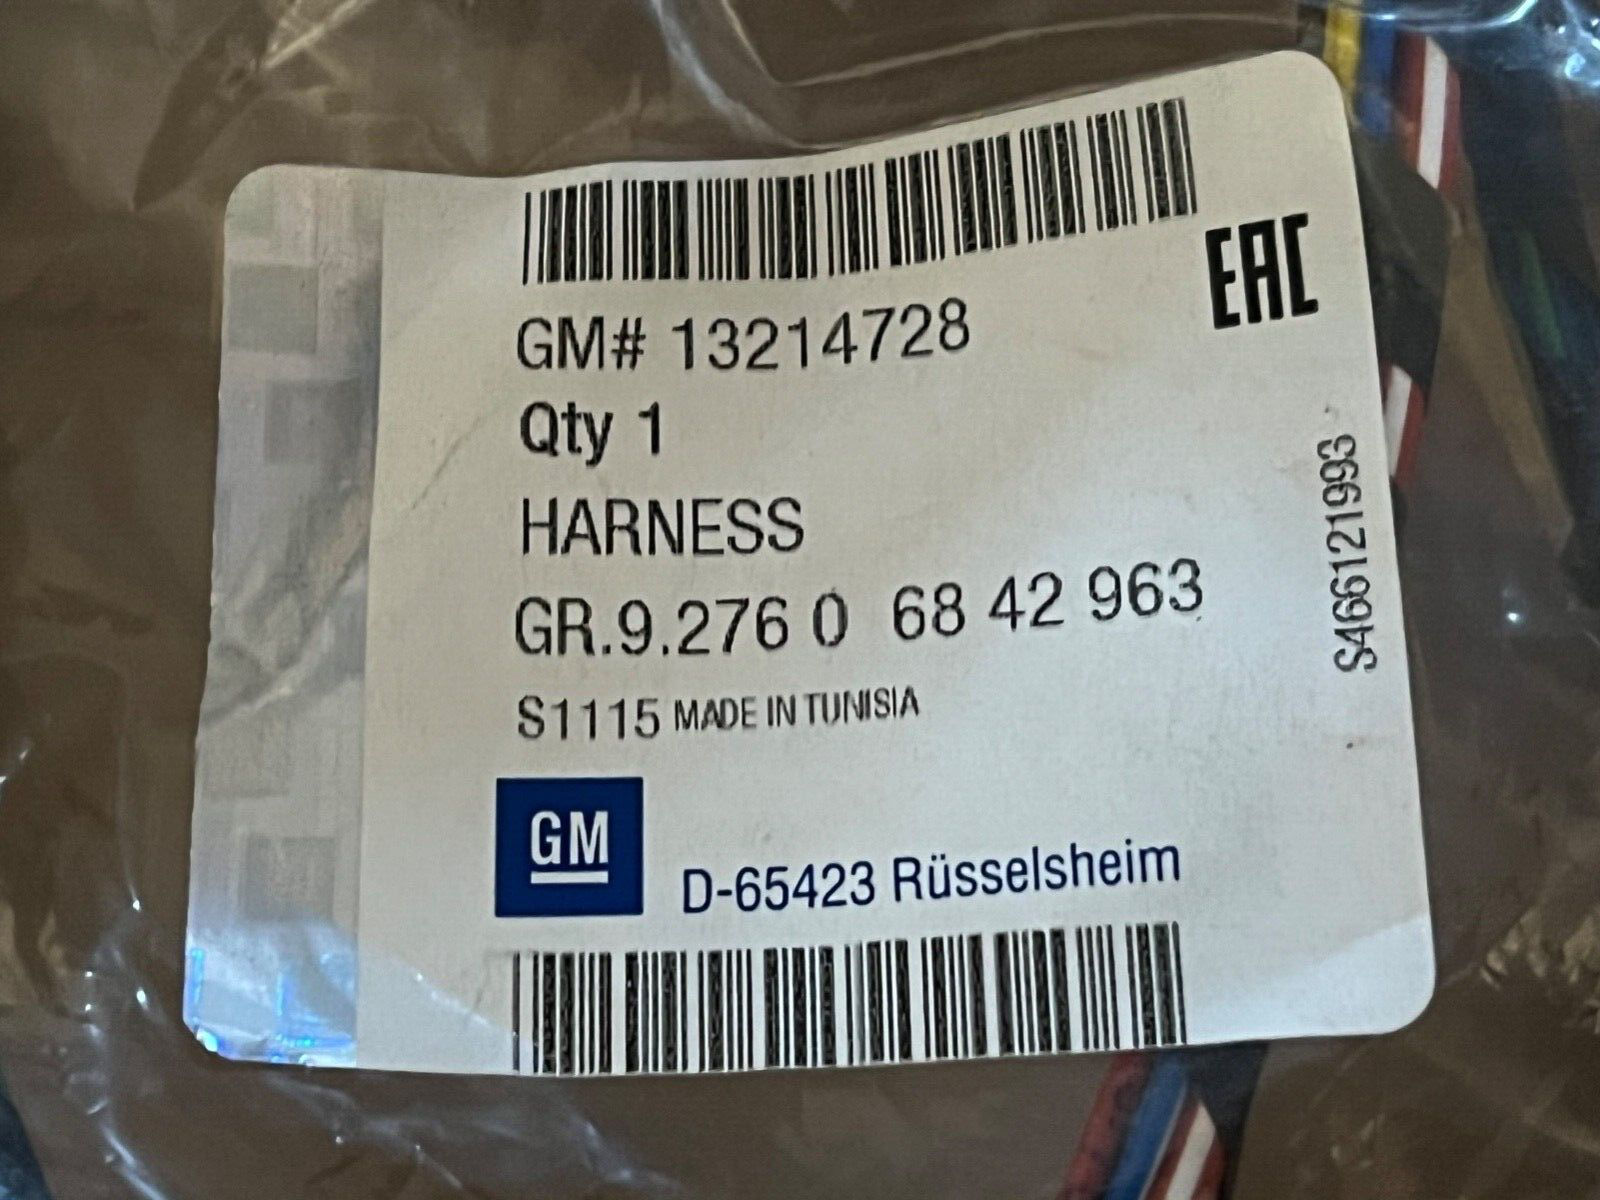 EAC
GM# 13214728
Qty 1
HARNESS
GR.9.276 0 68 42 963
S1115 MADE IN TUNISIA
GM
D-65423 Rüsselsheim
S466121993